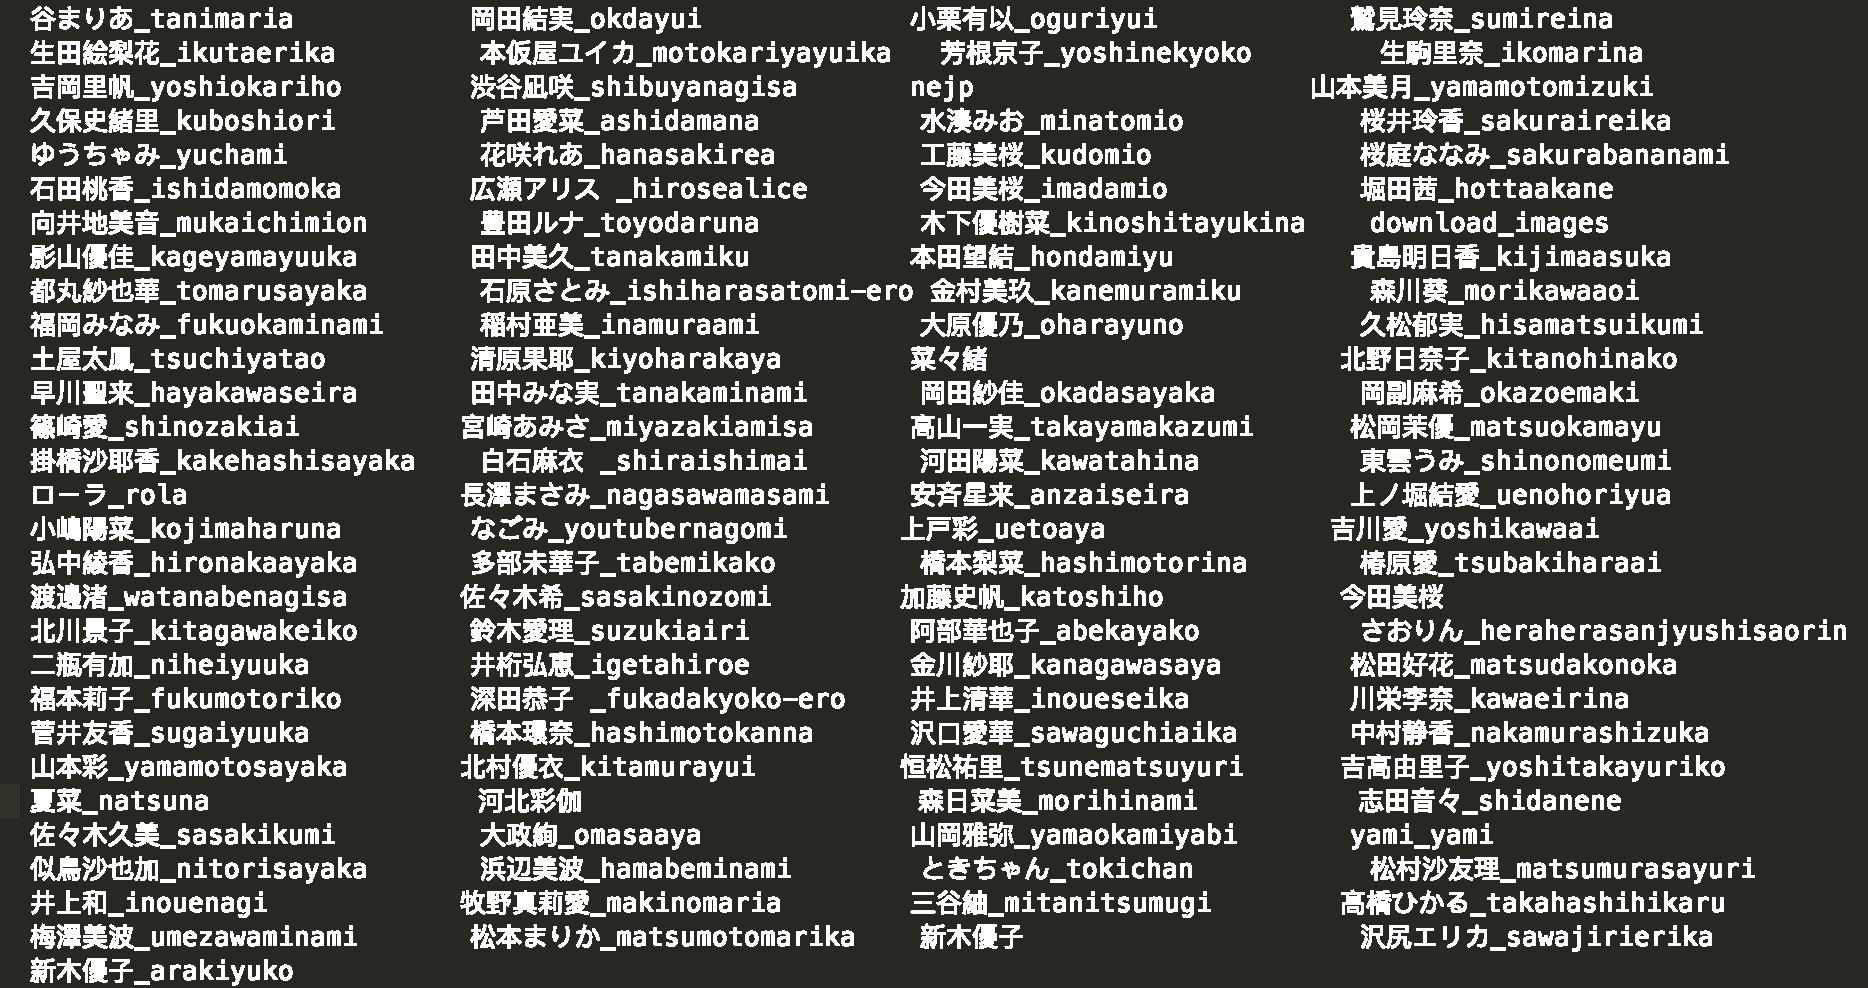 谷まりあ_tanimaria 岡田結実_okdayui 小栗有以_oguriyui 鷲見玲奈_sumireina
生田絵梨花_ikutaerika 本仮屋ユイカ_motokariyayuika 芳根京子_yoshinekyoko 生駒里奈_ikomarina
吉岡里帆_yoshiokariho 渋谷凪咲_shibuyanagisa nejp 山本美月_yamamotomizuki
久保史緒里_kuboshiori 芦田愛菜_ashidamana 水湊みお_minatomio 桜井玲香_sakuraireika
ゆうちゃみ_yuchami 花咲れあ_hanasakirea 工藤美桜_kudomio 桜庭ななみ_sakurabananami
石田桃香_ishidamomoka 広瀬アリス _hirosealice 今田美桜_imadamio 堀田茜_hottaakane
向井地美音_mukaichimion 豊田ルナ_toyodaruna 木下優樹菜_kinoshitayukina download_images
影山優佳_kageyamayuuka 田中美久_tanakamiku 本田望結_hondamiyu 貴島明日香_kijimaasuka
都丸紗也華_tomarusayaka 石原さとみ_ishiharasatomi-ero 金村美玖_kanemuramiku 森川葵_morikawaaoi
福岡みなみ_fukuokaminami 稲村亜美_inamuraami 大原優乃_oharayuno 久松郁実_hisamatsuikumi
土屋太鳳_tsuchiyatao 清原果耶_kiyoharakaya 菜々緒 北野日奈子_kitanohinako
早川聖来_hayakawaseira 田中みな実_tanakaminami 岡田紗佳_okadasayaka 岡副麻希_okazoemaki
篠崎愛_shinozakiai 宮崎あみさ_miyazakiamisa 高山一実_takayamakazumi 松岡茉優_matsuokamayu
掛橋沙耶香_kakehashisayaka 白石麻衣 _shiraishimai 河田陽菜_kawatahina 東雲うみ_shinonomeumi
ローラ_rola 長澤まさみ_nagasawamasami 安斉星来_anzaiseira 上ノ堀結愛_uenohoriyua
小嶋陽菜_kojimaharuna なごみ_youtubernagomi 上戸彩_uetoaya 吉川愛_yoshikawaai
弘中綾香_hironakaayaka 多部未華子_tabemikako 橋本梨菜_hashimotorina 椿原愛_tsubakiharaai
渡邉渚_watanabenagisa 佐々木希_sasakinozomi 加藤史帆_katoshiho 今田美桜
北川景子_kitagawakeiko 鈴木愛理_suzukiairi 阿部華也子_abekayako さおりん_heraherasanjyushisaorin
二瓶有加_niheiyuuka 井桁弘恵_igetahiroe 金川紗耶_kanagawasaya 松田好花_matsudakonoka
福本莉子_fukumotoriko 深田恭子 _fukadakyoko-ero 井上清華_inoueseika 川栄李奈_kawaeirina
菅井友香_sugaiyuuka 橋本環奈_hashimotokanna 沢口愛華_sawaguchiaika 中村静香_nakamurashizuka
山本彩_yamamotosayaka 北村優衣_kitamurayui 恒松祐里_tsunematsuyuri 吉高由里子_yoshitakayuriko
夏菜_natsuna 河北彩伽 森日菜美_morihinami 志田音々_shidanene
佐々木久美_sasakikumi 大政絢_omasaaya 山岡雅弥_yamaokamiyabi yami_yami
似鳥沙也加_nitorisayaka 浜辺美波_hamabeminami ときちゃん_tokichan 松村沙友理_matsumurasayuri
井上和_inouenagi 牧野真莉愛_makinomaria 三谷紬_mitanitsumugi 高橋ひかる_takahashihikaru
梅澤美波_umezawaminami 松本まりか_matsumotomarika 新木優子 沢尻エリカ_sawajirierika
新木優子_arakiyuko